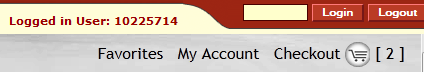 Logged in User: 10225714 Login Logout
Favorites My Account Checkout [ 2 ]